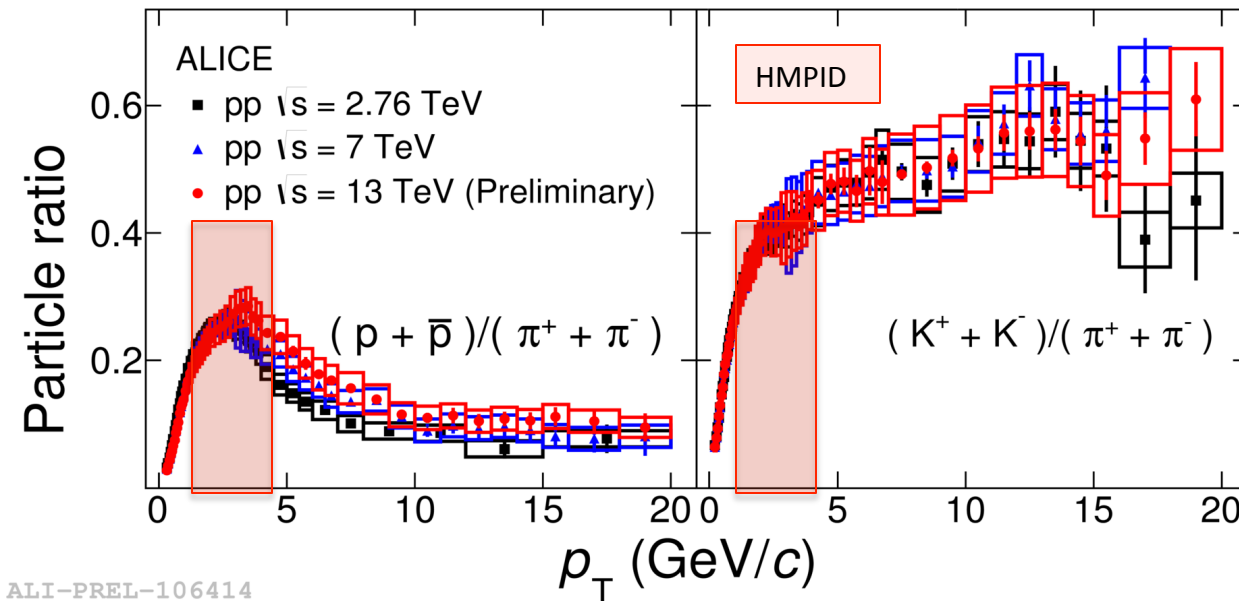 ALICE
pp √s = 2.76 TeV
pp √s = 7 TeV
pp √s = 13 TeV (Preliminary)
HMPID
Particle ratio
0.6
0.4
0.2
( p + p̅ )/( π⁺ + π⁻ )
( K⁺ + K⁻ )/( π⁺ + π⁻ )
0 5 10 15 20 0 5 10 15 20
p_T (GeV/c)
ALI-PREL-106414